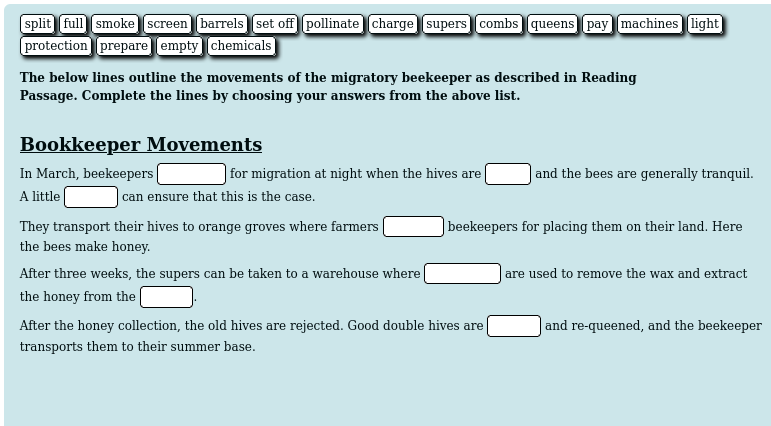 split full smoke screen barrels set off pollinate charge supers combs queens pay machines light
protection prepare empty chemicals
The below lines outline the movements of the migratory beekeeper as described in Reading
Passage. Complete the lines by choosing your answers from the above list.
Bookkeeper Movements
In March, beekeepers for migration at night when the hives are and the bees are generally tranquil.
A little can ensure that this is the case.
They transport their hives to orange groves where farmers beekeepers for placing them on their land. Here
the bees make honey.
After three weeks, the supers can be taken to a warehouse where are used to remove the wax and extract
the honey from the .
After the honey collection, the old hives are rejected. Good double hives are and re-queened, and the beekeeper
transports them to their summer base.